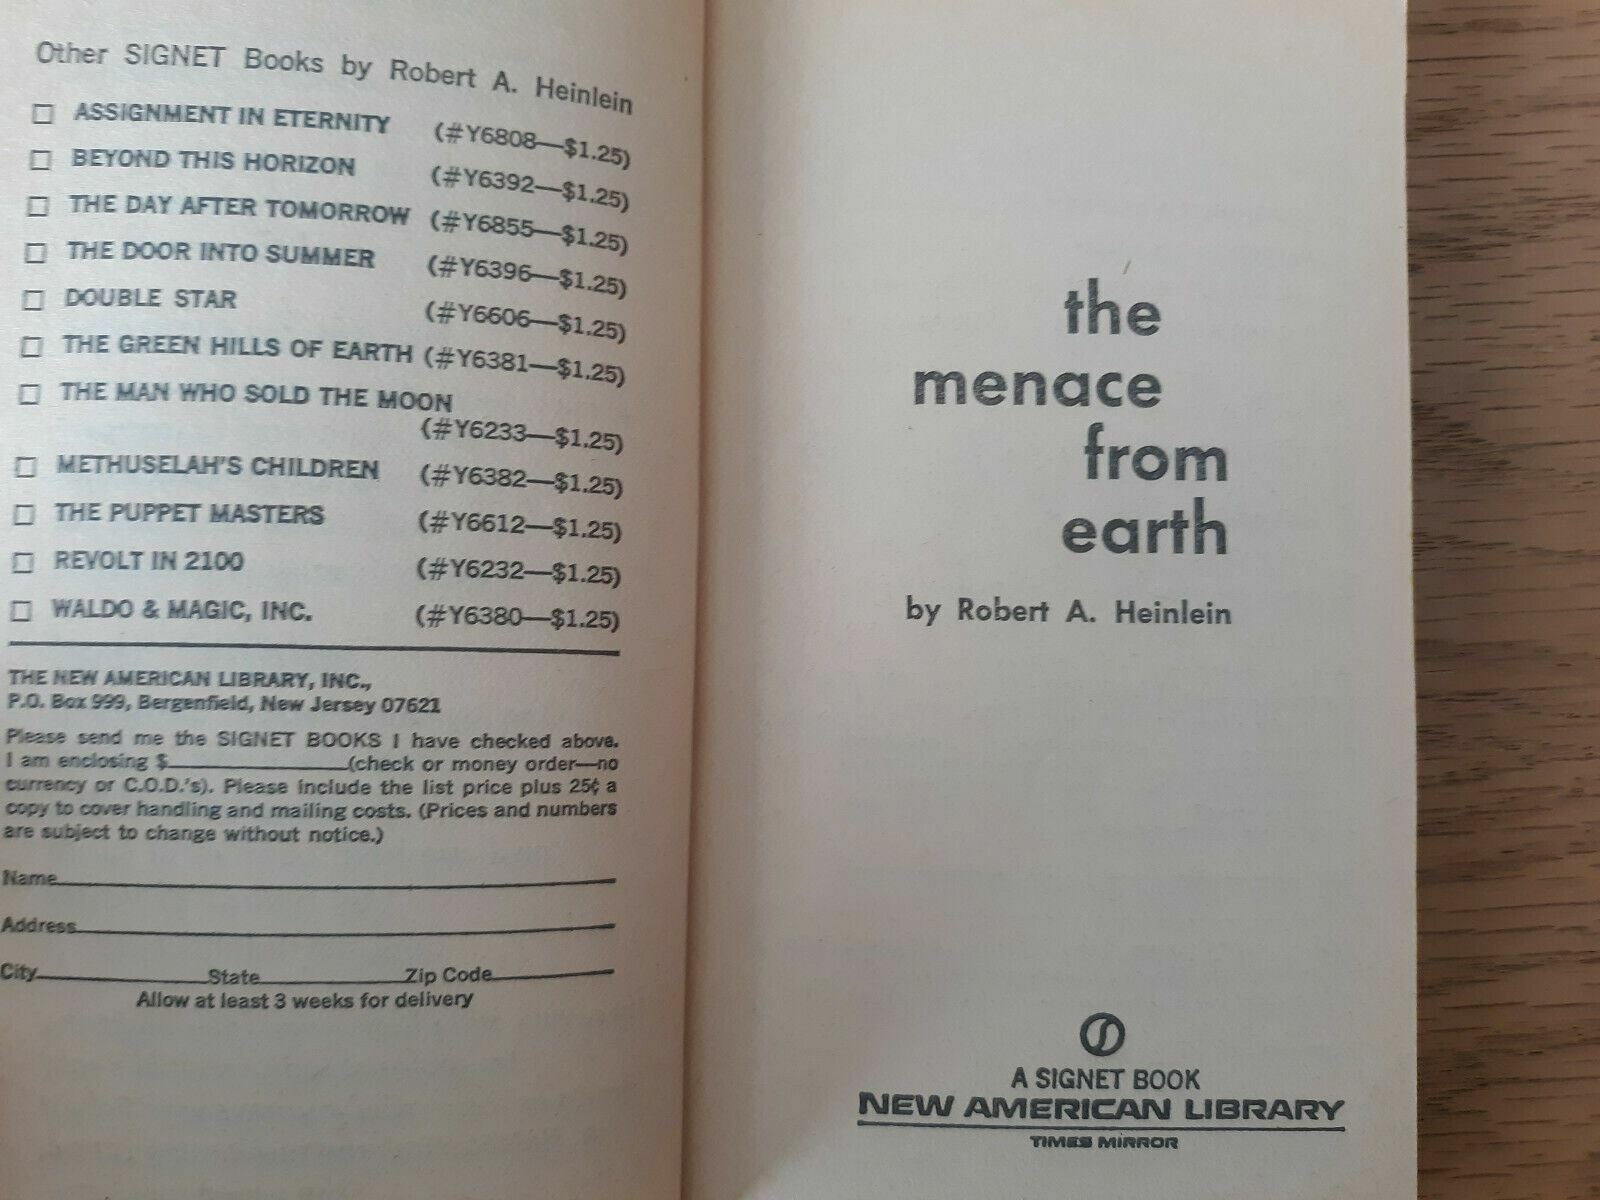 Other SIGNET Books by Robert A. Heinlein
□ ASSIGNMENT IN ETERNITY (#Y6808—$1.25)
□ BEYOND THIS HORIZON (#Y6392—$1.25)
□ THE DAY AFTER TOMORROW (#Y6855—$1.25)
□ THE DOOR INTO SUMMER (#Y6396—$1.25)
□ DOUBLE STAR (#Y6606—$1.25)
□ THE GREEN HILLS OF EARTH (#Y6381—$1.25)
□ THE MAN WHO SOLD THE MOON
(#Y6233—$1.25)
□ METHUSELAH'S CHILDREN (#Y6382—$1.25)
□ THE PUPPET MASTERS (#Y6612—$1.25)
□ REVOLT IN 2100 (#Y6232—$1.25)
□ WALDO & MAGIC, INC. (#Y6380—$1.25)
THE NEW AMERICAN LIBRARY, INC.,
P.O. Box 999, Bergenfield, New Jersey 07621
Please send me the SIGNET BOOKS I have checked above.
I am enclosing $______________(check or money order—no
currency or C.O.D.'s). Please include the list price plus 25¢ a
copy to cover handling and mailing costs. (Prices and numbers
are subject to change without notice.)
Name
Address
City State Zip Code
Allow at least 3 weeks for delivery
the
menace
from
earth
by Robert A. Heinlein
A SIGNET BOOK
NEW AMERICAN LIBRARY
TIMES MIRROR